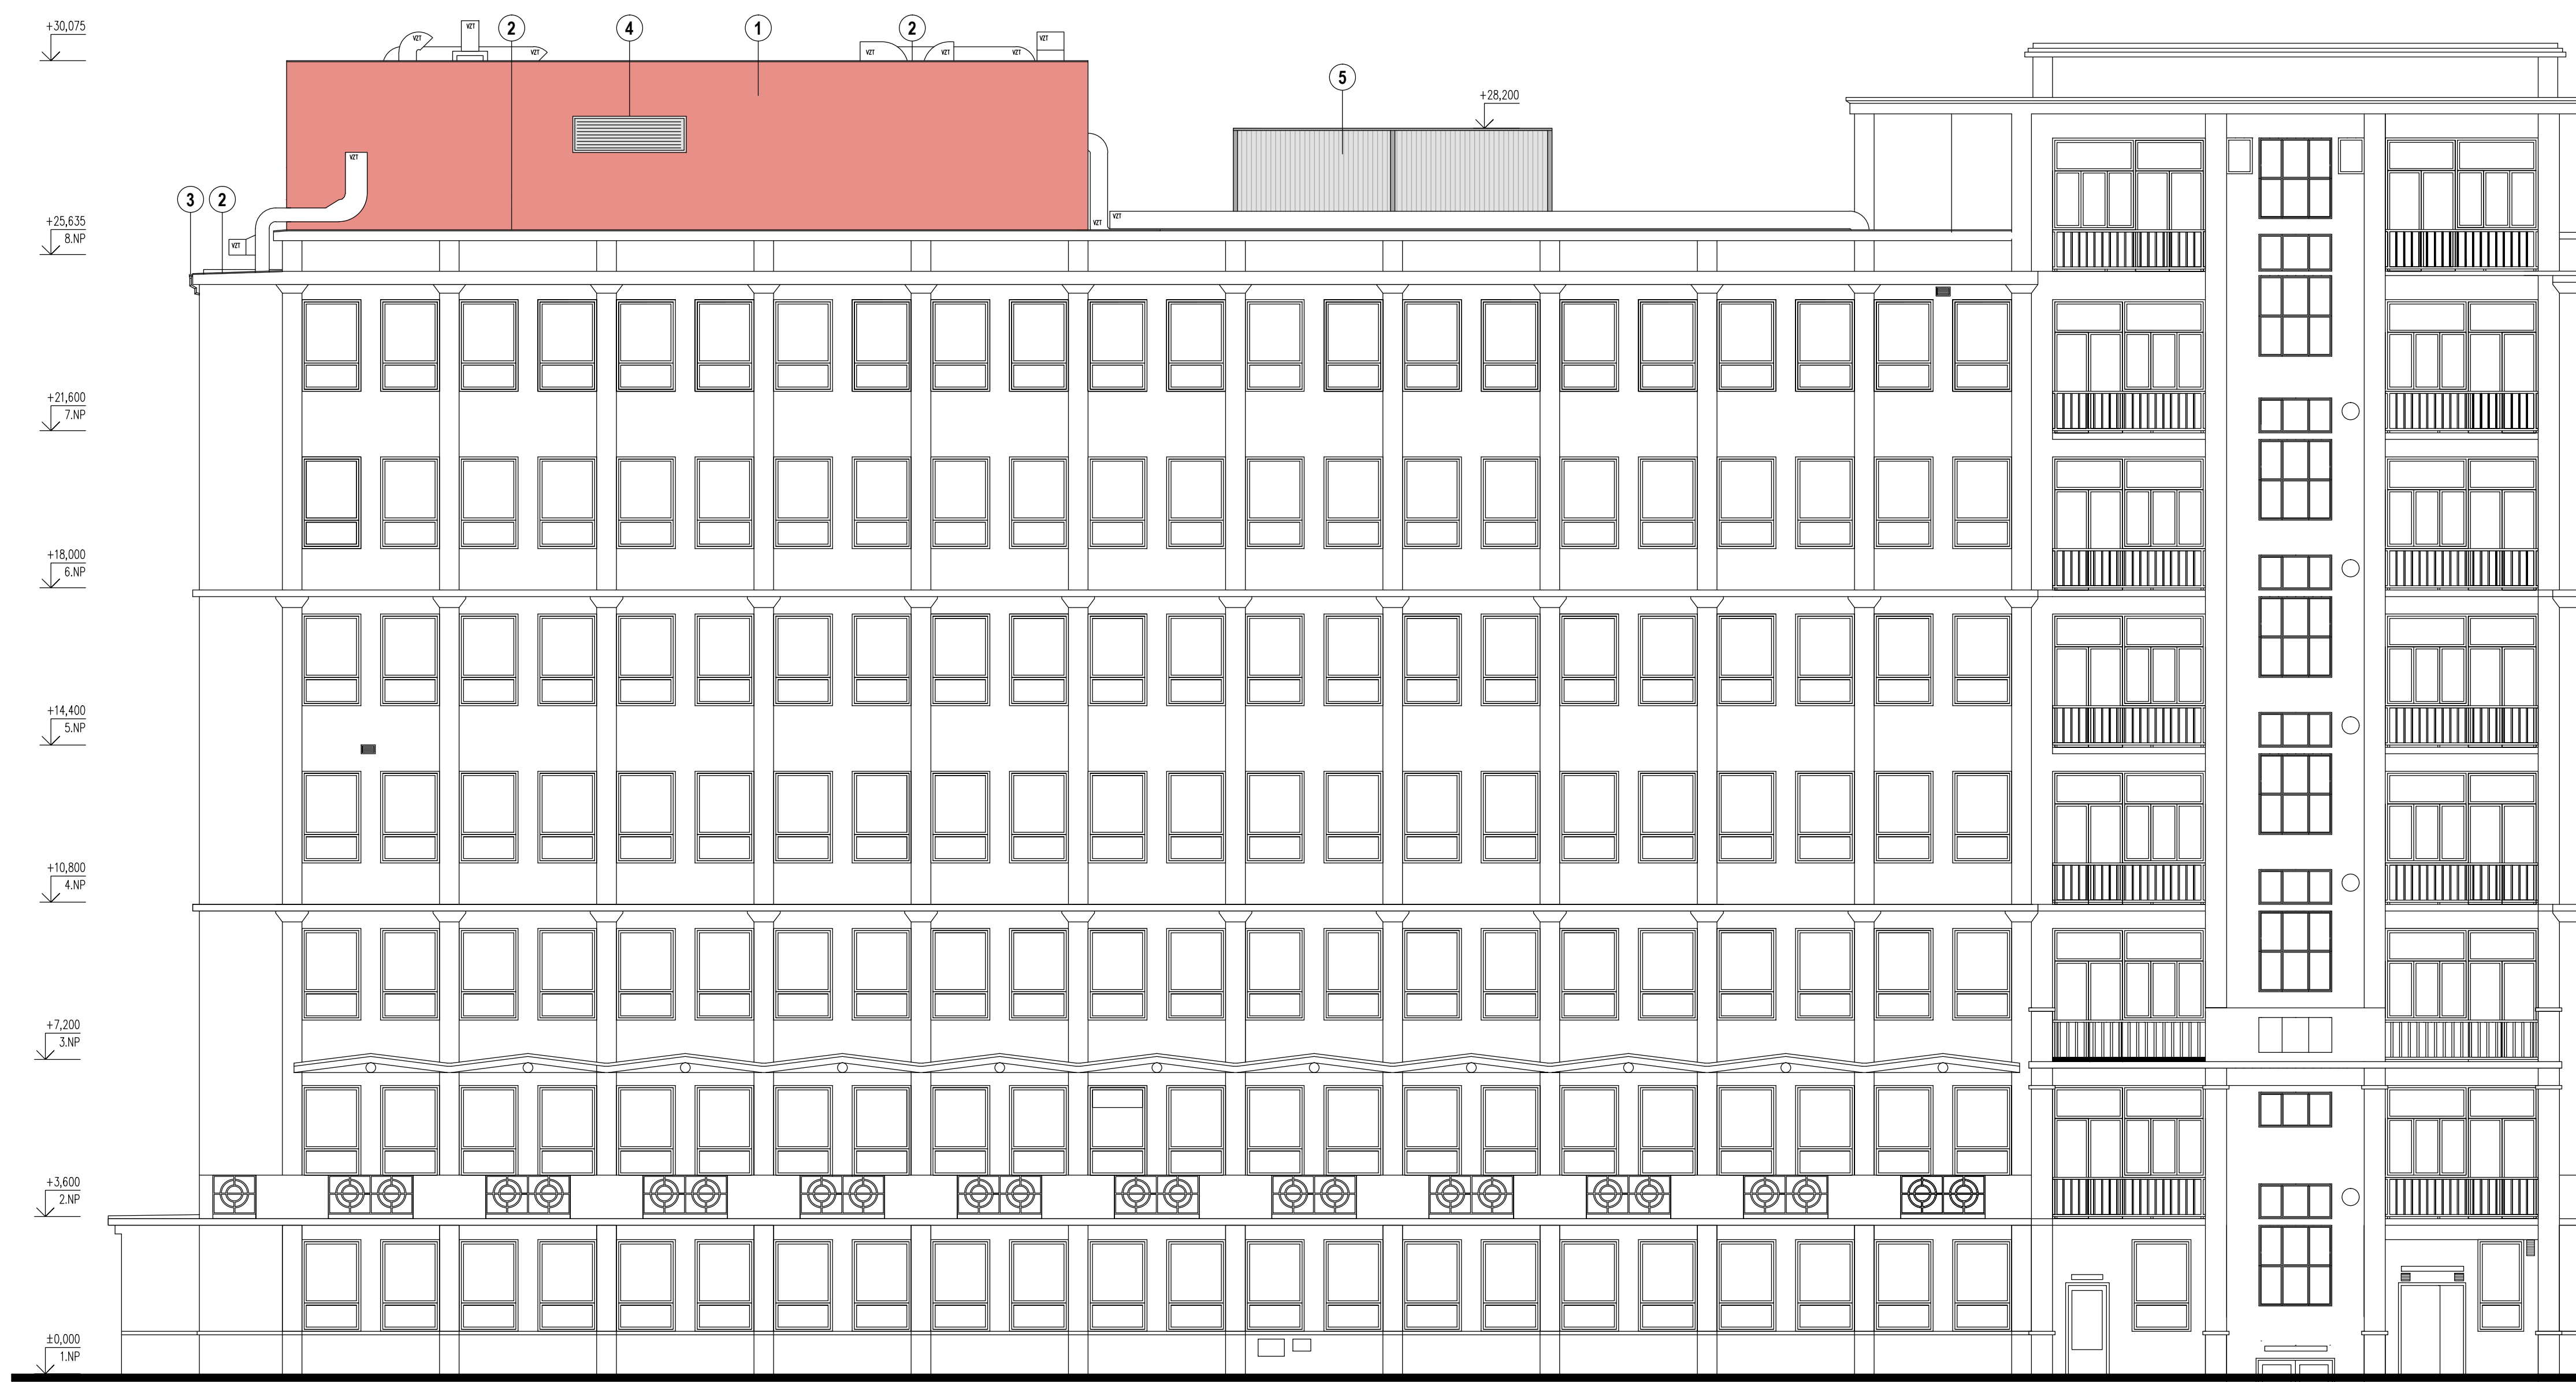 +30,075
VZT
VZT
2
VZT
4
1
VZT
2
VZT
VZT
VZT
5
+28,200
VZT
3
2
+25,635
8.NP
VZT
VZT
VZT
+21,600
7.NP
+18,000
6.NP
+14,400
5.NP
+10,800
4.NP
+7,200
3.NP
+3,600
2.NP
±0,000
1.NP